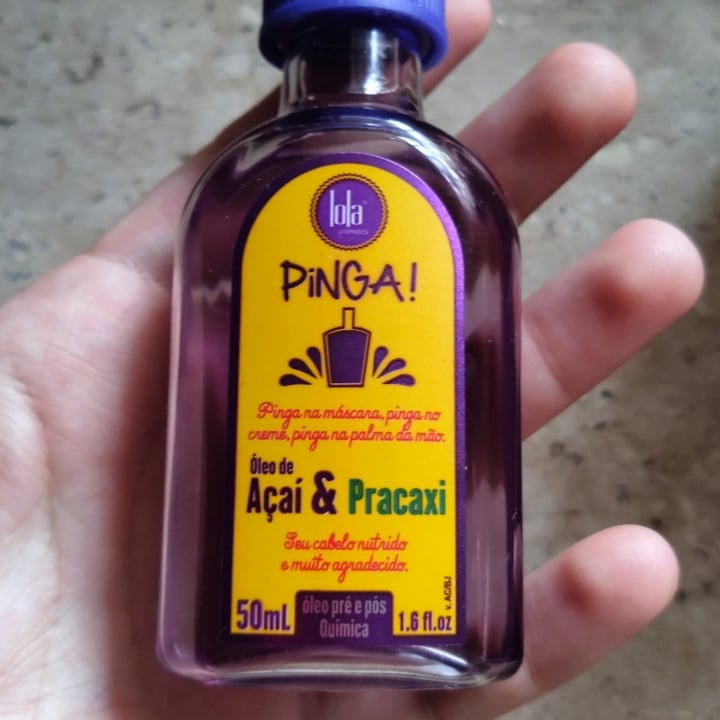 lola
cosmetics
PiNGA!
Pinga na máscara, pinga no
creme, pinga na palma da mão.
Óleo de
Açaí & Pracaxi
Seu cabelo nutrido
e muito agradecido.
50mL
óleo pré e pós
Química
1.6 fl.oz
v. AC/BJ